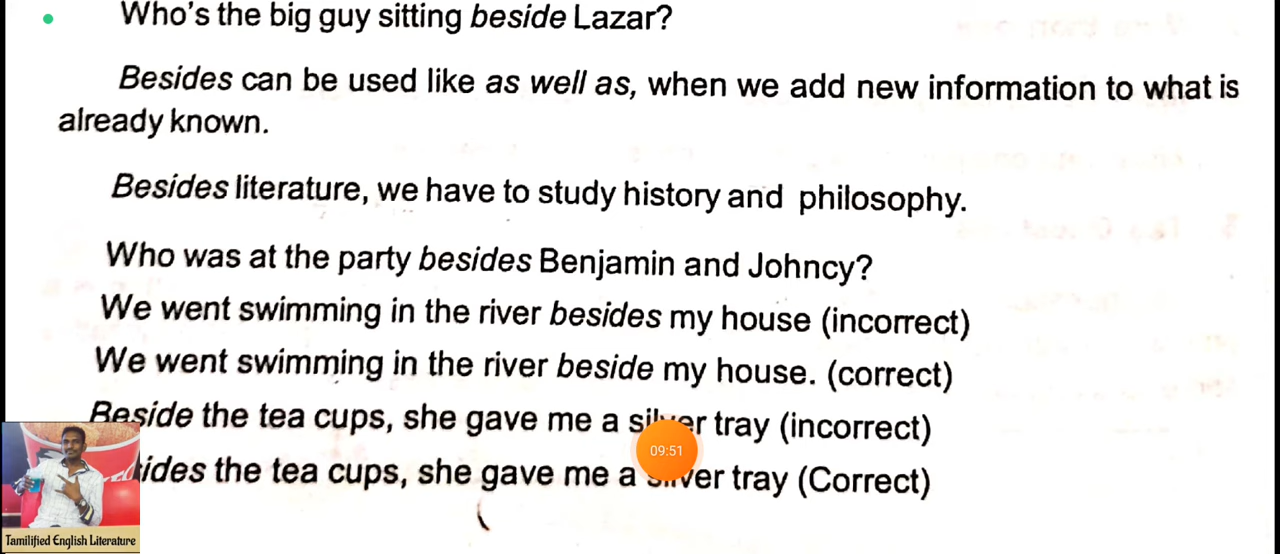 Who's the big guy sitting beside Lazar?
Besides can be used like as well as, when we add new information to what is
already known.
Besides literature, we have to study history and philosophy.
Who was at the party besides Benjamin and Johncy?
We went swimming in the river besides my house (incorrect)
We went swimming in the river beside my house. (correct)
Beside the tea cups, she gave me a silver tray (incorrect)
the tea cups, she gave me a silver tray (Correct)
09:51
Tamilified English Literature